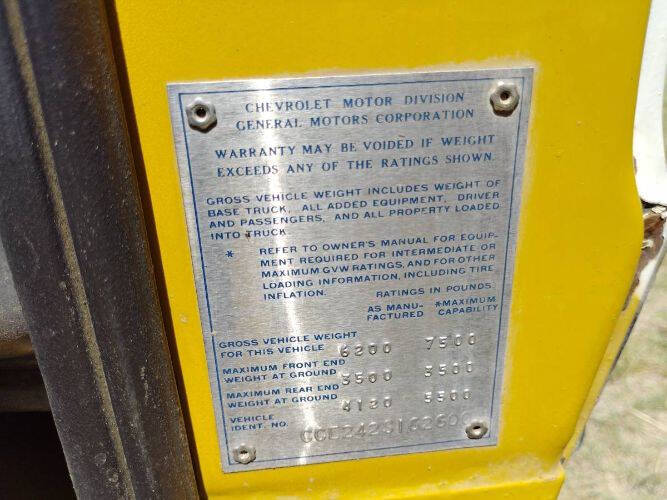 CHEVROLET MOTOR DIVISION
GENERAL MOTORS CORPORATION
WARRANTY MAY BE VOIDED IF WEIGHT
EXCEEDS ANY OF THE RATINGS SHOWN.
GROSS VEHICLE WEIGHT INCLUDES WEIGHT OF
BASE TRUCK, ALL ADDED EQUIPMENT, DRIVER
AND PASSENGERS, AND ALL PROPERTY LOADED
INTO TRUCK.
* REFER TO OWNER'S MANUAL FOR EQUIP-
MENT REQUIRED FOR INTERMEDIATE OR
MAXIMUM GVW RATINGS, AND FOR OTHER
LOADING INFORMATION, INCLUDING TIRE
INFLATION. RATINGS IN POUNDS.
AS MANU- *MAXIMUM
FACTURED CAPABILITY
GROSS VEHICLE WEIGHT
FOR THIS VEHICLE 6200 7500
MAXIMUM FRONT END
WEIGHT AT GROUND 3500 3500
MAXIMUM REAR END
WEIGHT AT GROUND 4120 5500
VEHICLE
IDENT. NO.